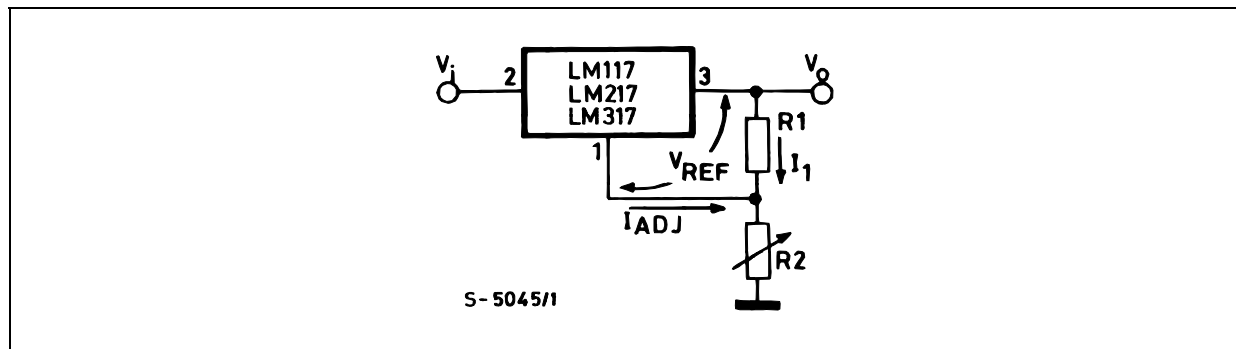 Vi
2
LM117
LM217
LM317
3
VO
1
VREF
R1
I1
IADJ
R2
S-5045/1